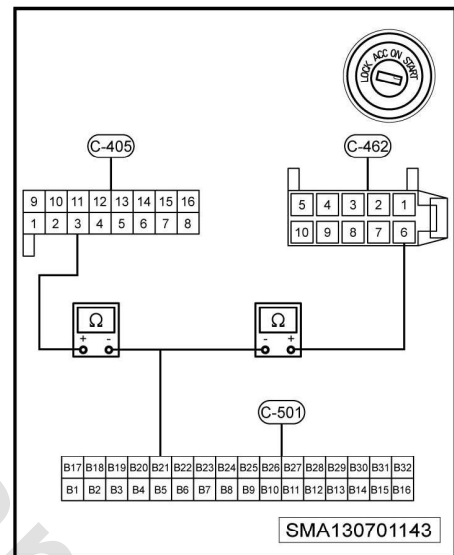 LOCK ACC ON START
C-405
C-462
9 10 11 12 13 14 15 16
1 2 3 4 5 6 7 8
5 4 3 2 1
10 9 8 7 6
Ω
+ -
Ω
- +
C-501
B17 B18 B19 B20 B21 B22 B23 B24 B25 B26 B27 B28 B29 B30 B31 B32
B1 B2 B3 B4 B5 B6 B7 B8 B9 B10 B11 B12 B13 B14 B15 B16
SMA130701143